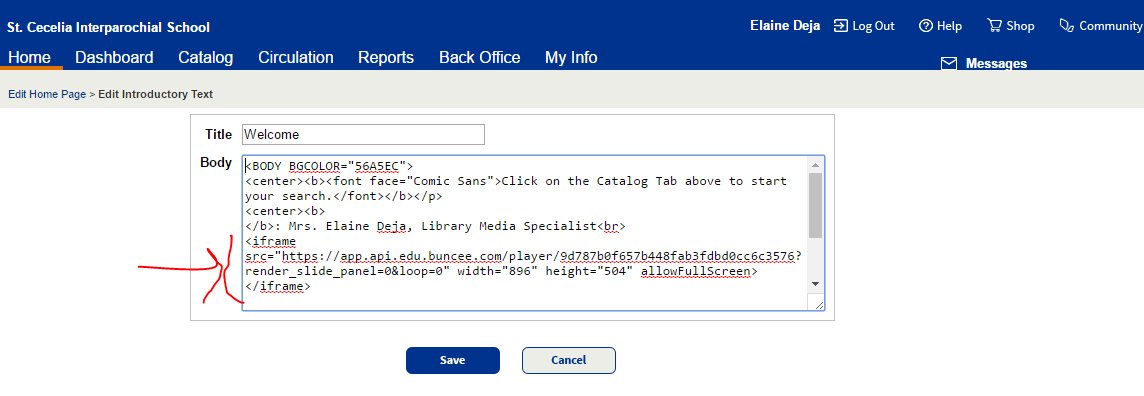 St. Cecelia Interparochial School
Elaine Deja Log Out Help Shop Community
Home Dashboard Catalog Circulation Reports Back Office My Info
Messages
Edit Home Page > Edit Introductory Text
Title Welcome
Body
<BODY BGCOLOR="56A5EC">
<center><b><font face="Comic Sans">Click on the Catalog Tab above to start
your search.</font></b></p>
<center><b>
</b>: Mrs. Elaine Deja, Library Media Specialist<br>
<iframe
src="https://app.api.edu.buncee.com/player/9d787b0f657b448fab3fdbd0cc6c3576?
render_slide_panel=0&loop=0" width="896" height="504" allowFullScreen>
</iframe>
Save Cancel